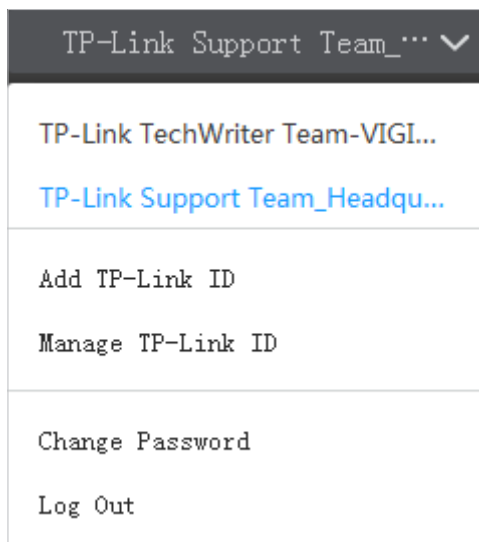 TP-Link Support Team_...
TP-Link TechWriter Team-VIGI...
TP-Link Support Team_Headqu...
Add TP-Link ID
Manage TP-Link ID
Change Password
Log Out